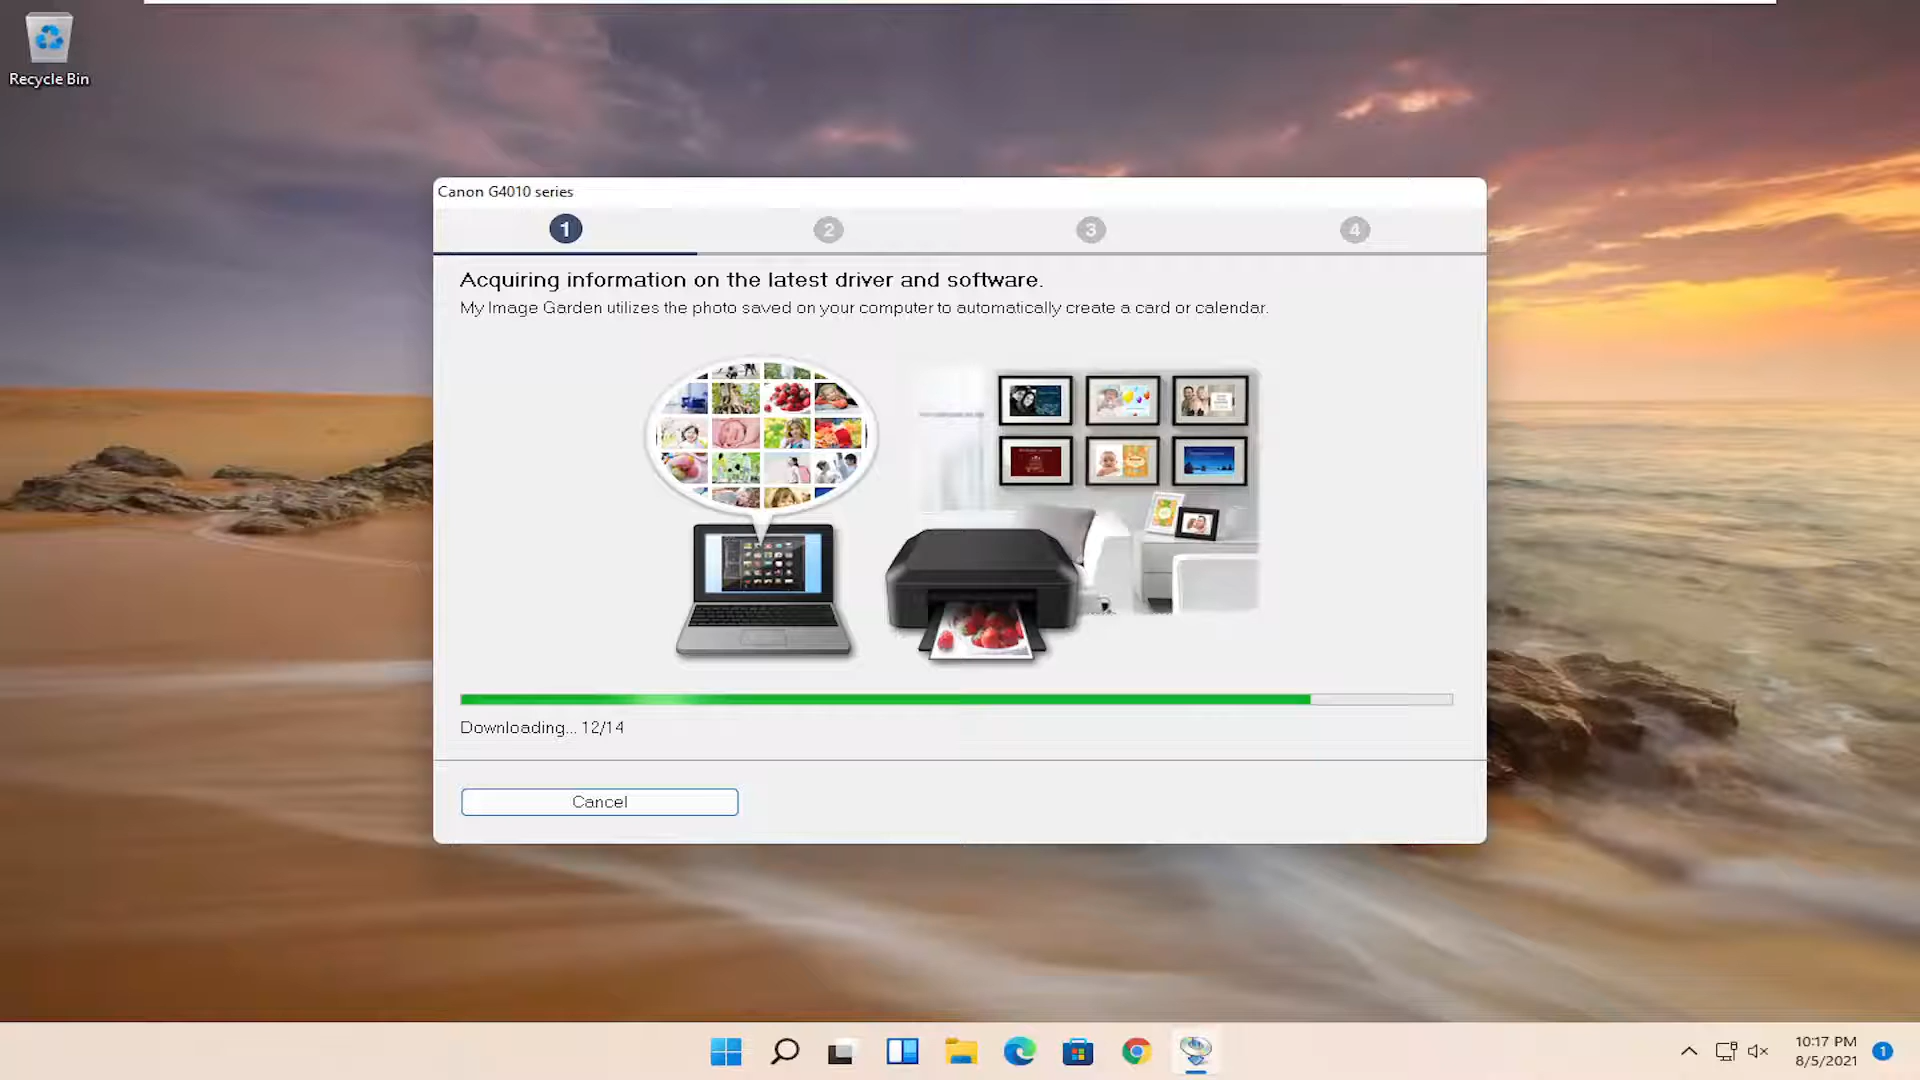 Recycle Bin
Canon G4010 series
1
2
3
4
Acquiring information on the latest driver and software.
My Image Garden utilizes the photo saved on your computer to automatically create a card or calendar.
Downloading... 12/14
Cancel
10:17 PM
8/5/2021
1